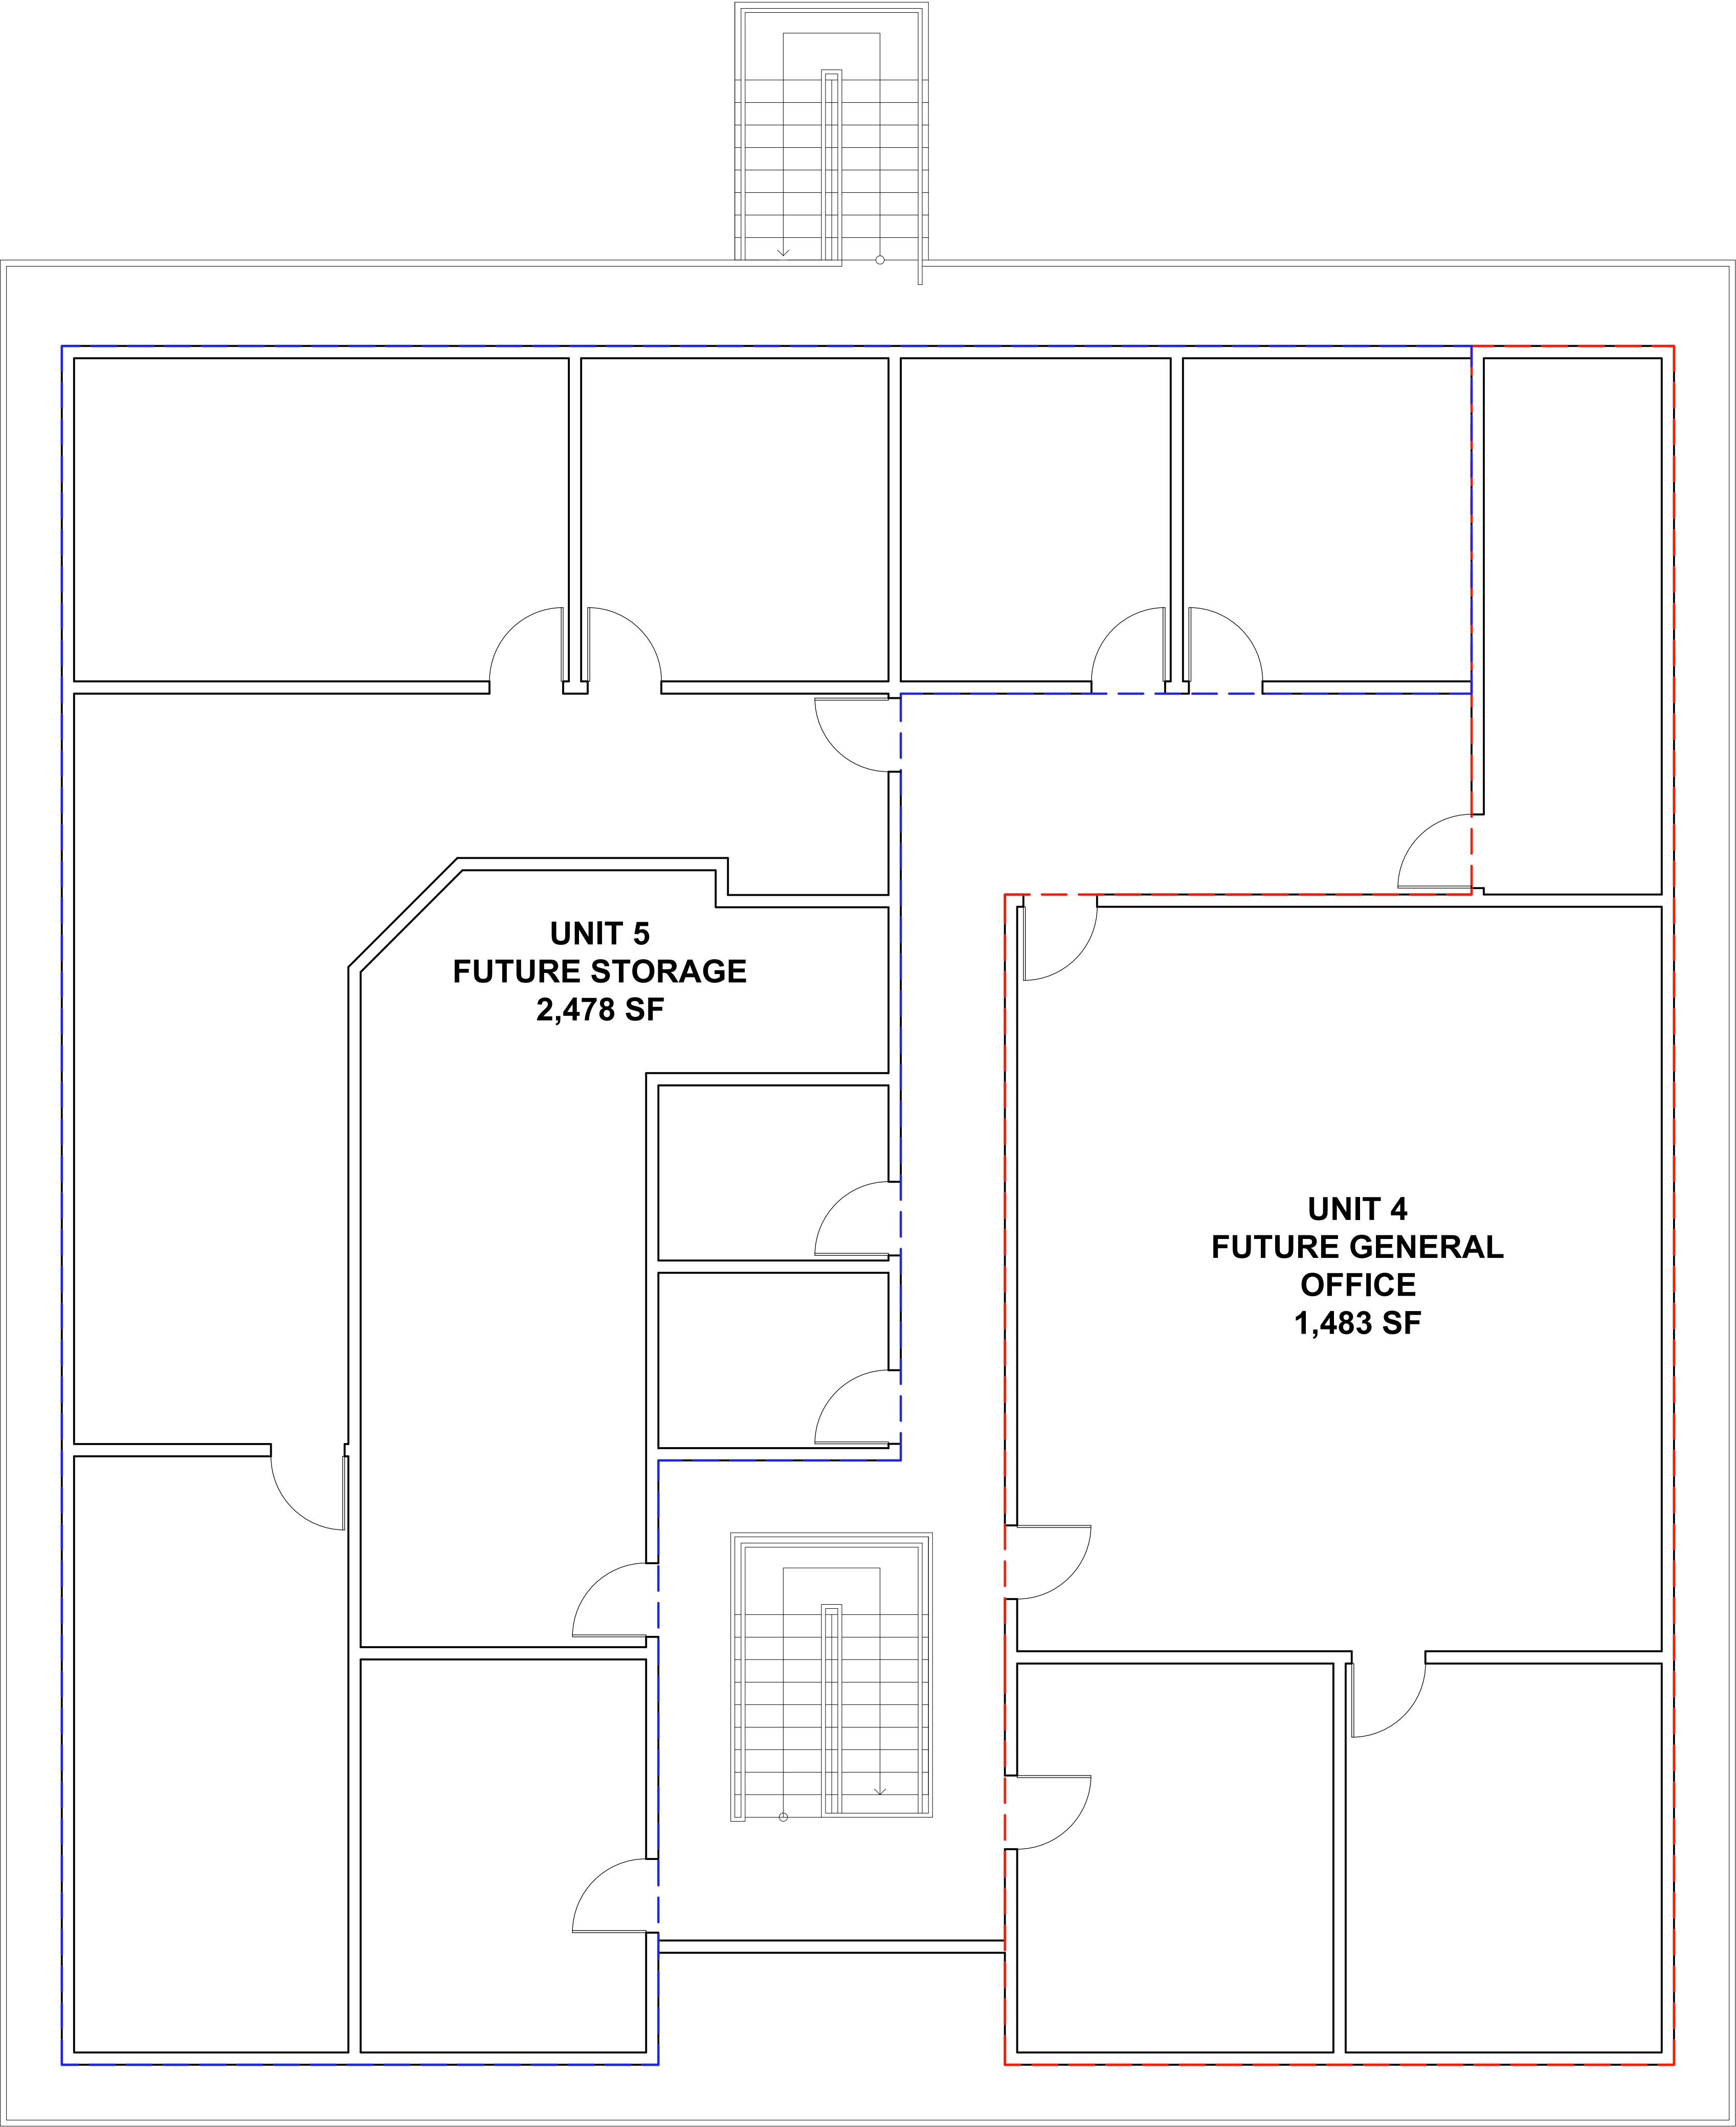 UNIT 5
FUTURE STORAGE
2,478 SF
UNIT 4
FUTURE GENERAL
OFFICE
1,483 SF